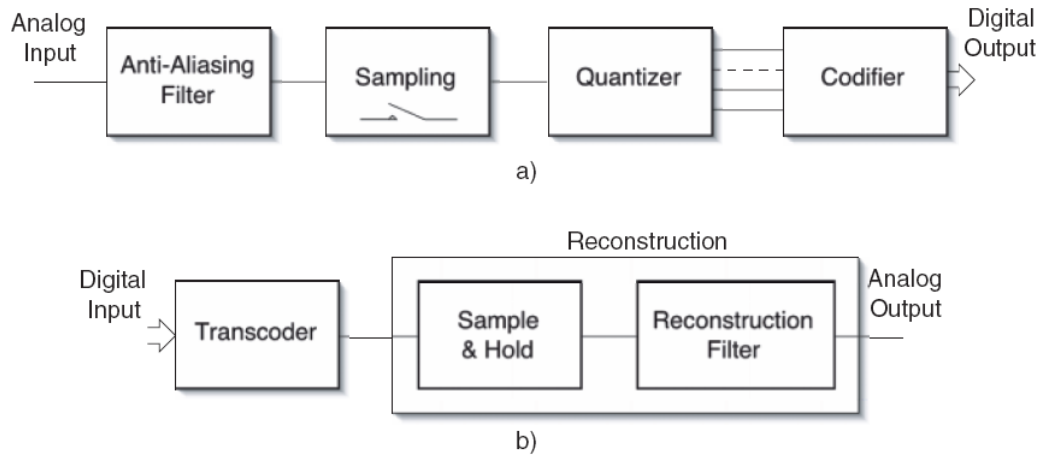 Analog
Input
Anti-Aliasing
Filter
Sampling
Quantizer
Codifier
Digital
Output
a)
Reconstruction
Digital
Input
Transcoder
Sample
& Hold
Reconstruction
Filter
Analog
Output
b)